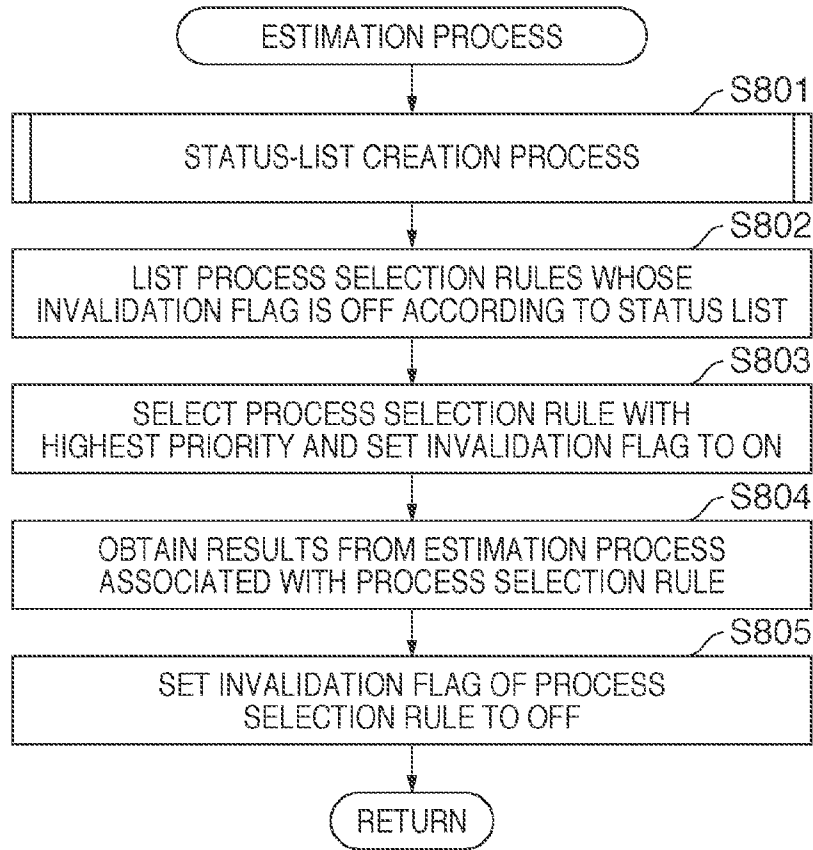 ESTIMATION PROCESS
S801
STATUS-LIST CREATION PROCESS
S802
LIST PROCESS SELECTION RULES WHOSE
INVALIDATION FLAG IS OFF ACCORDING TO STATUS LIST
S803
SELECT PROCESS SELECTION RULE WITH
HIGHEST PRIORITY AND SET INVALIDATION FLAG TO ON
S804
OBTAIN RESULTS FROM ESTIMATION PROCESS
ASSOCIATED WITH PROCESS SELECTION RULE
S805
SET INVALIDATION FLAG OF PROCESS
SELECTION RULE TO OFF
RETURN